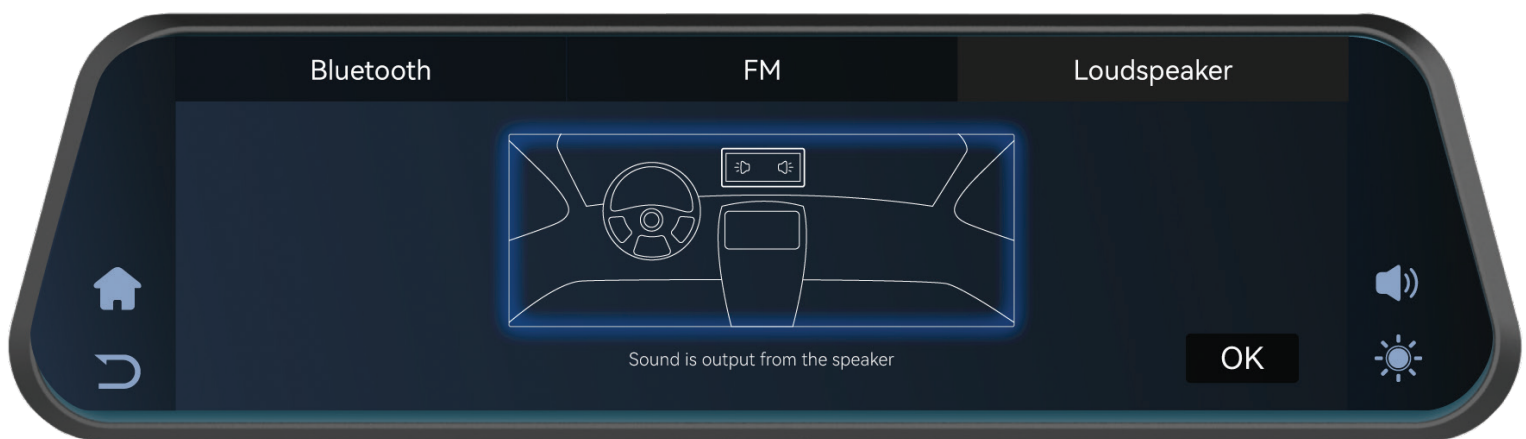 Bluetooth
FM
Loudspeaker
Sound is output from the speaker
OK